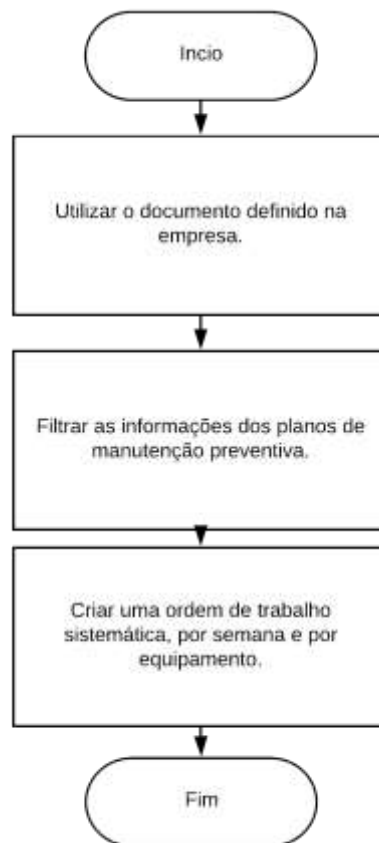 Incio
Utilizar o documento definido na
empresa.
Filtrar as informações dos planos de
manutenção preventiva.
Criar uma ordem de trabalho
sistemática, por semana e por
equipamento.
Fim